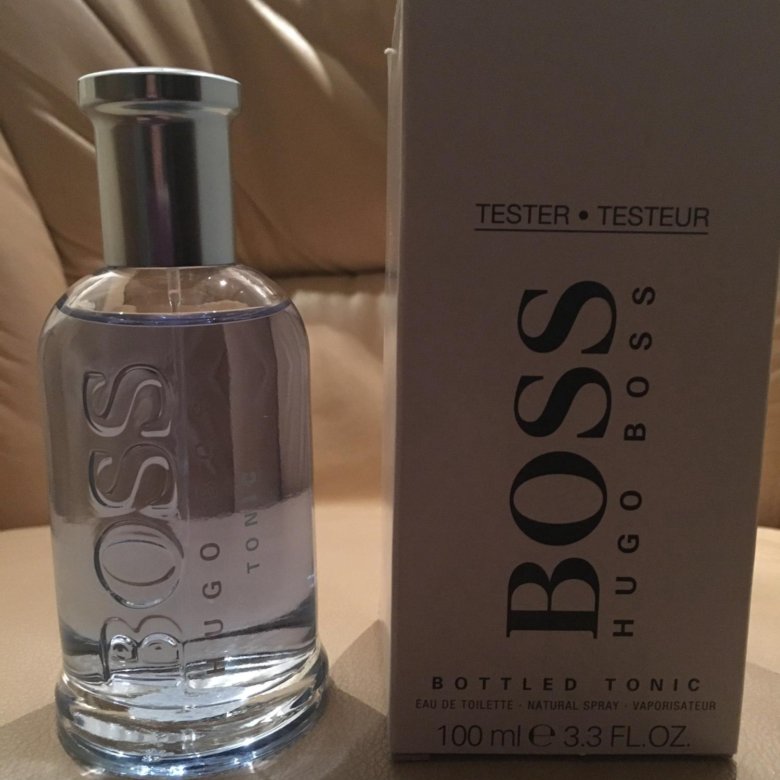 BOSS
HUGO
TONIC
TESTER • TESTEUR
BOSS
HUGO BOSS
BOTTLED TONIC
EAU DE TOILETTE · NATURAL SPRAY · VAPORISATEUR
100 ml ℮ 3.3 FL.OZ.